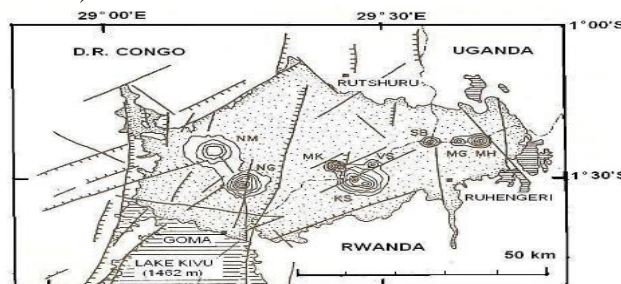 29°00'E 29°30'E
1°00'S
D.R. CONGO UGANDA
RUTSHURU
NM SB
MG MH
NG MK VS
KS
1°30'S
RUHENGERI
GOMA
RWANDA
50 km
LAKE KIVU
(1462 m)